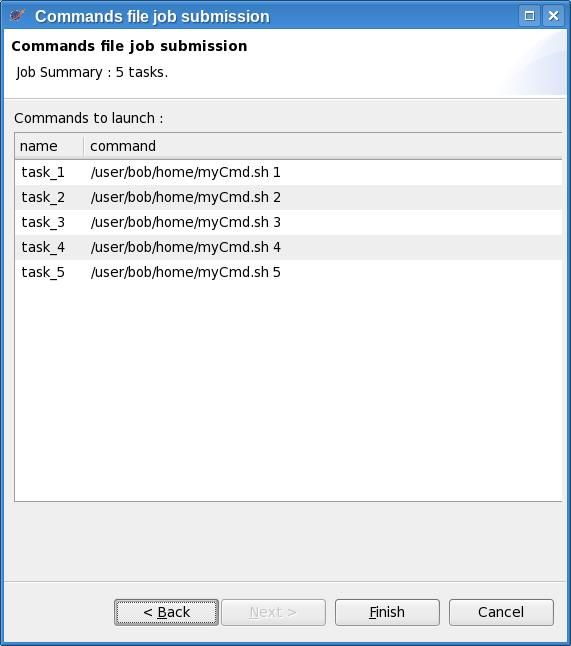 Commands file job submission
Commands file job submission
Job Summary : 5 tasks.
Commands to launch :
name command
task_1 /user/bob/home/myCmd.sh 1
task_2 /user/bob/home/myCmd.sh 2
task_3 /user/bob/home/myCmd.sh 3
task_4 /user/bob/home/myCmd.sh 4
task_5 /user/bob/home/myCmd.sh 5
< Back Next > Finish Cancel